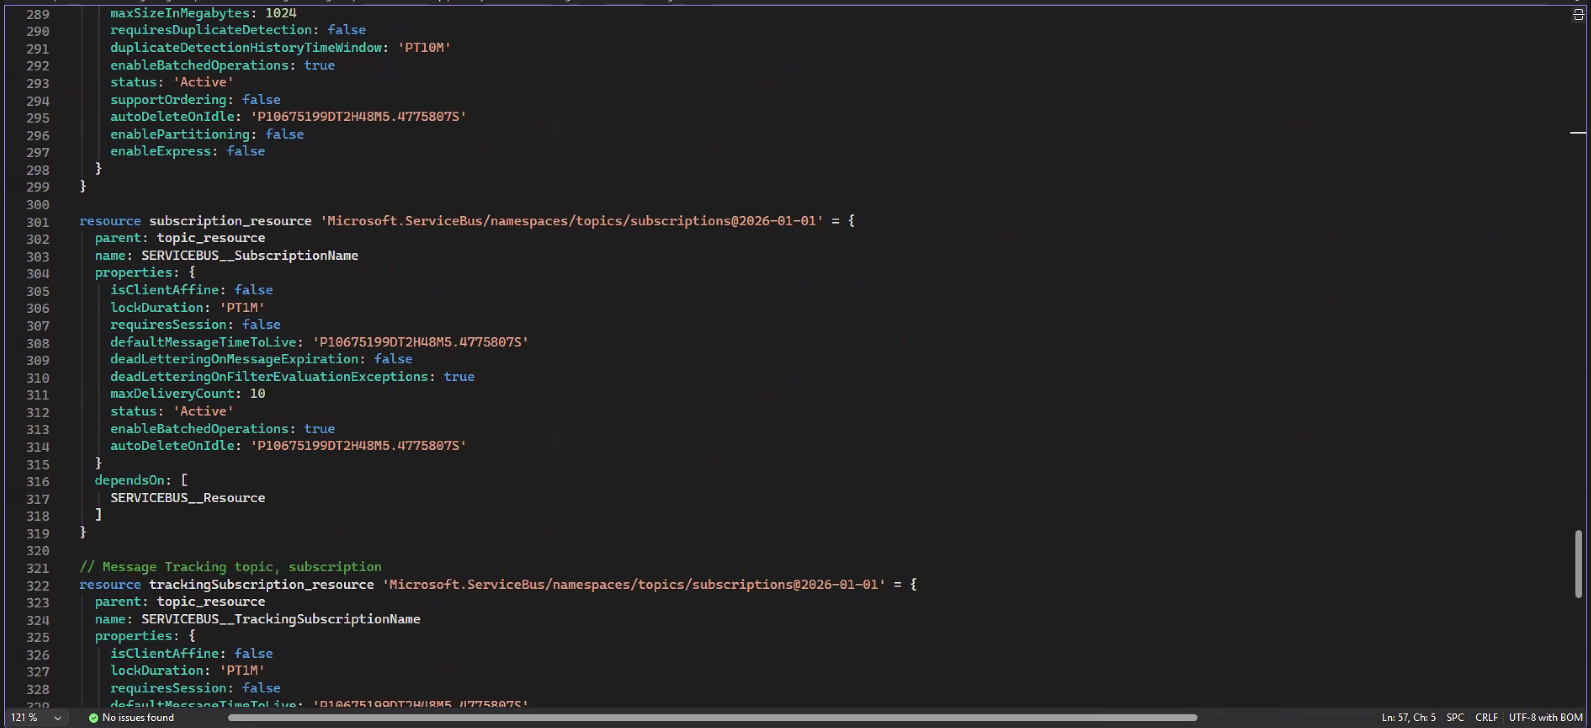 289 maxSizeInMegabytes: 1024
290 requiresDuplicateDetection: false
291 duplicateDetectionHistoryTimeWindow: 'PT10M'
292 enableBatchedOperations: true
293 status: 'Active'
294 supportOrdering: false
295 autoDeleteOnIdle: 'P10675199DT2H48M5.4775807S'
296 enablePartitioning: false
297 enableExpress: false
298 }
299 }
300
301 resource subscription_resource 'Microsoft.ServiceBus/namespaces/topics/subscriptions@2026-01-01' = {
302 parent: topic_resource
303 name: SERVICEBUS__SubscriptionName
304 properties: {
305 isClientAffine: false
306 lockDuration: 'PT1M'
307 requiresSession: false
308 defaultMessageTimeToLive: 'P10675199DT2H48M5.4775807S'
309 deadLetteringOnMessageExpiration: false
310 deadLetteringOnFilterEvaluationExceptions: true
311 maxDeliveryCount: 10
312 status: 'Active'
313 enableBatchedOperations: true
314 autoDeleteOnIdle: 'P10675199DT2H48M5.4775807S'
315 }
316 dependsOn: [
317 SERVICEBUS__Resource
318 ]
319 }
320
321 // Message Tracking topic, subscription
322 resource trackingSubscription_resource 'Microsoft.ServiceBus/namespaces/topics/subscriptions@2026-01-01' = {
323 parent: topic_resource
324 name: SERVICEBUS__TrackingSubscriptionName
325 properties: {
326 isClientAffine: false
327 lockDuration: 'PT1M'
328 requiresSession: false
329 defaultMessageTimeToLive: 'P10675199DT2H48M5.4775807S'
121 % No issues found Ln: 57, Ch: 5 SPC CRLF UTF-8 with BOM